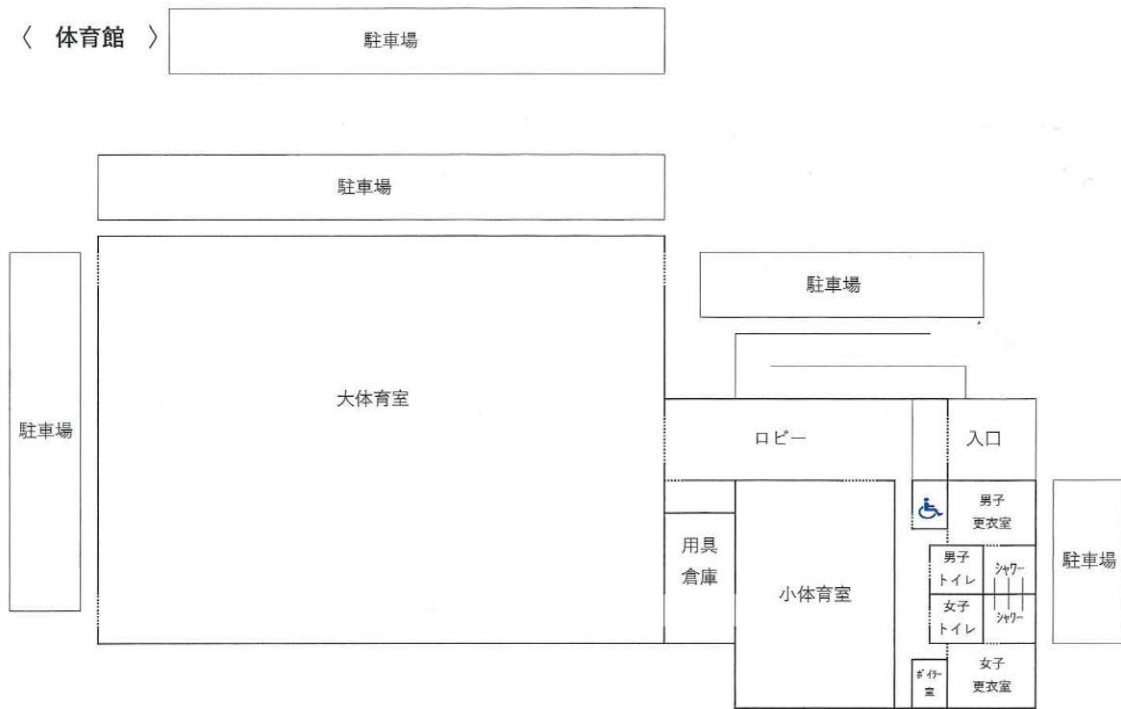 〈 体育館 〉
駐車場
駐車場
駐車場
大体育室
駐車場
ロビー
入口
男子
更衣室
用具
倉庫
男子
トイレ
シャワー
駐車場
小体育室
女子
トイレ
シャワー
ボイラー
室
女子
更衣室